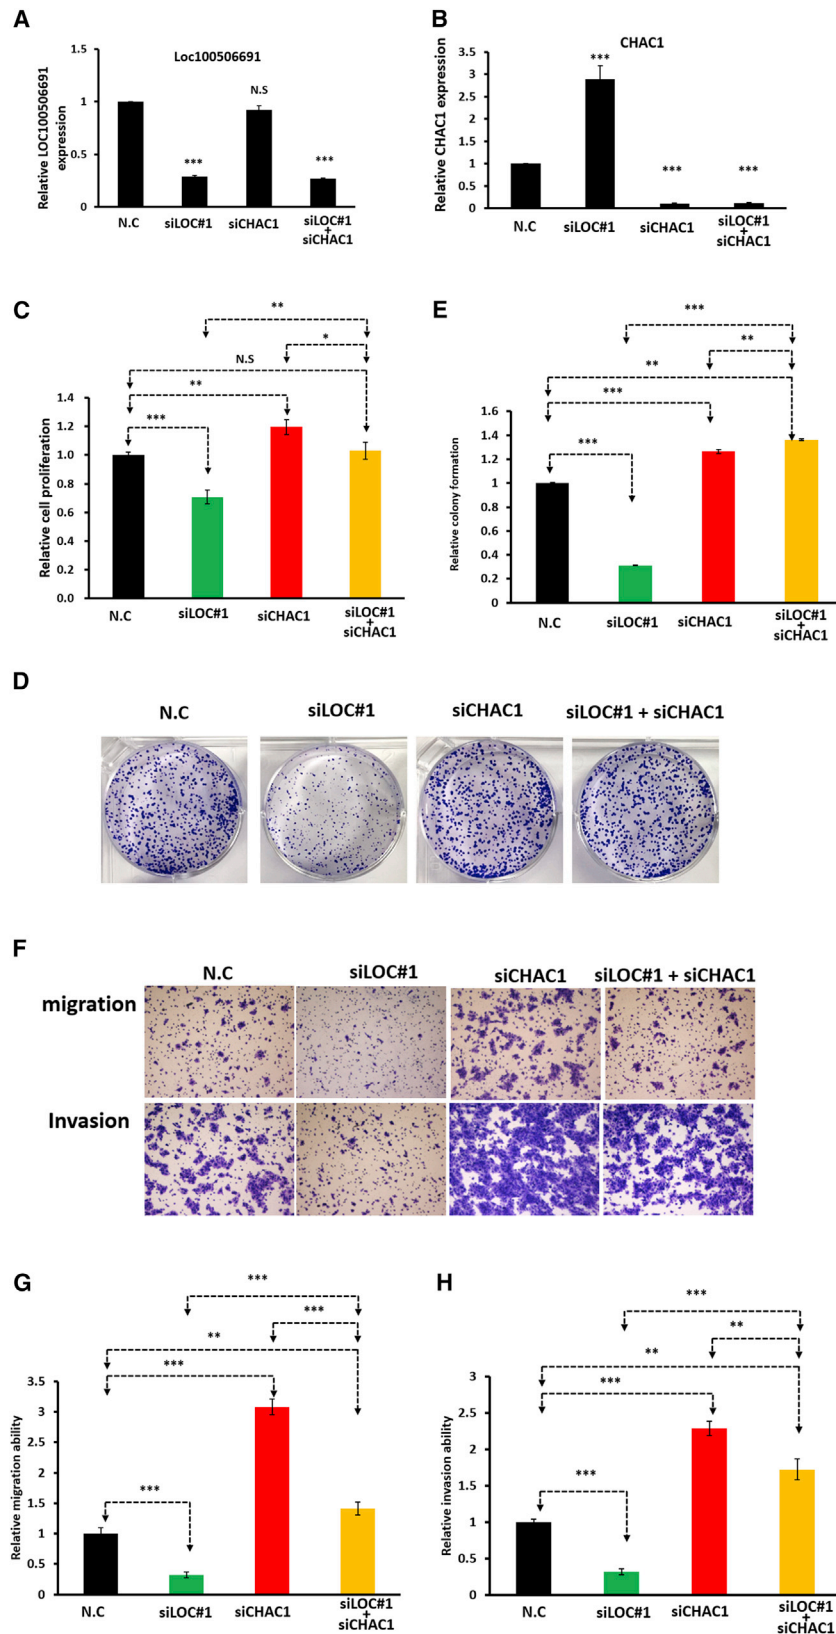 A
Loc100506691
Relative LOC100506691
expression
1.5
1
0.5
0
***
N.S
***
N.C
siLOC#1
siCHAC1
siLOC#1
+
siCHAC1
B
CHAC1
Relative CHAC1 expression
3.5
3
2.5
2
1.5
1
0.5
0
***
***
***
N.C
siLOC#1
siCHAC1
siLOC#1
+
siCHAC1
C
**
*
N.S
**
***
Relative cell proliferation
1.4
1.2
1.0
0.8
0.6
0.4
0.2
0.0
N.C
siLOC#1
siCHAC1
siLOC#1
+
siCHAC1
E
***
**
**
***
***
Relative colony formation
1.6
1.4
1.2
1
0.8
0.6
0.4
0.2
0
N.C
siLOC#1
siCHAC1
siLOC#1
+
siCHAC1
D
N.C
siLOC#1
siCHAC1
siLOC#1 + siCHAC1
F
N.C
siLOC#1
siCHAC1
siLOC#1 + siCHAC1
migration
Invasion
G
***
***
**
***
***
Relative migration ability
3.5
3
2.5
2
1.5
1
0.5
0
N.C
siLOC#1
siCHAC1
siLOC#1
+
siCHAC1
H
***
**
**
***
***
Relative invasion ability
3
2.5
2
1.5
1
0.5
0
N.C
siLOC#1
siCHAC1
siLOC#1
+
siCHAC1